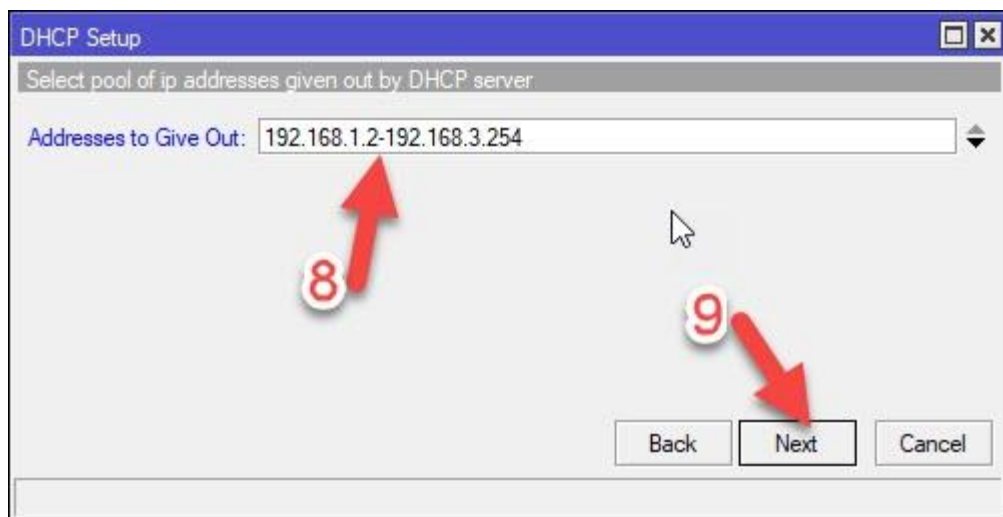 DHCP Setup
Select pool of ip addresses given out by DHCP server
Addresses to Give Out: 192.168.1.2-192.168.3.254
8
9
Back Next Cancel